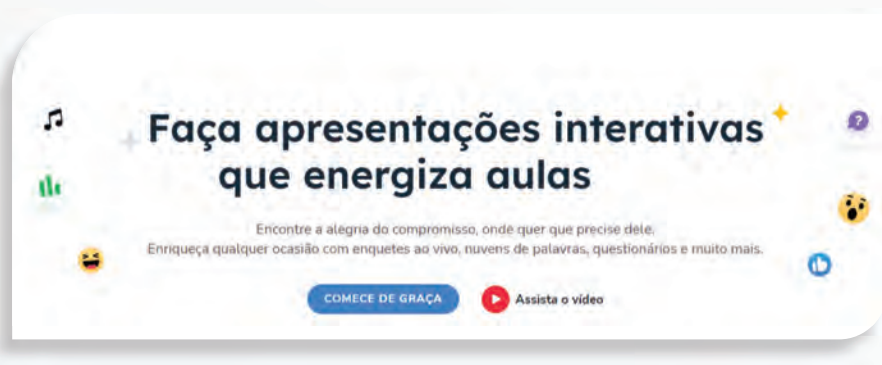 Faça apresentações interativas
que energiza aulas
Encontre a alegria do compromisso, onde quer que precise dele.
Enriqueça qualquer ocasião com enquetes ao vivo, nuvens de palavras, questionários e muito mais.
COMECE DE GRAÇA
Assista o vídeo
?